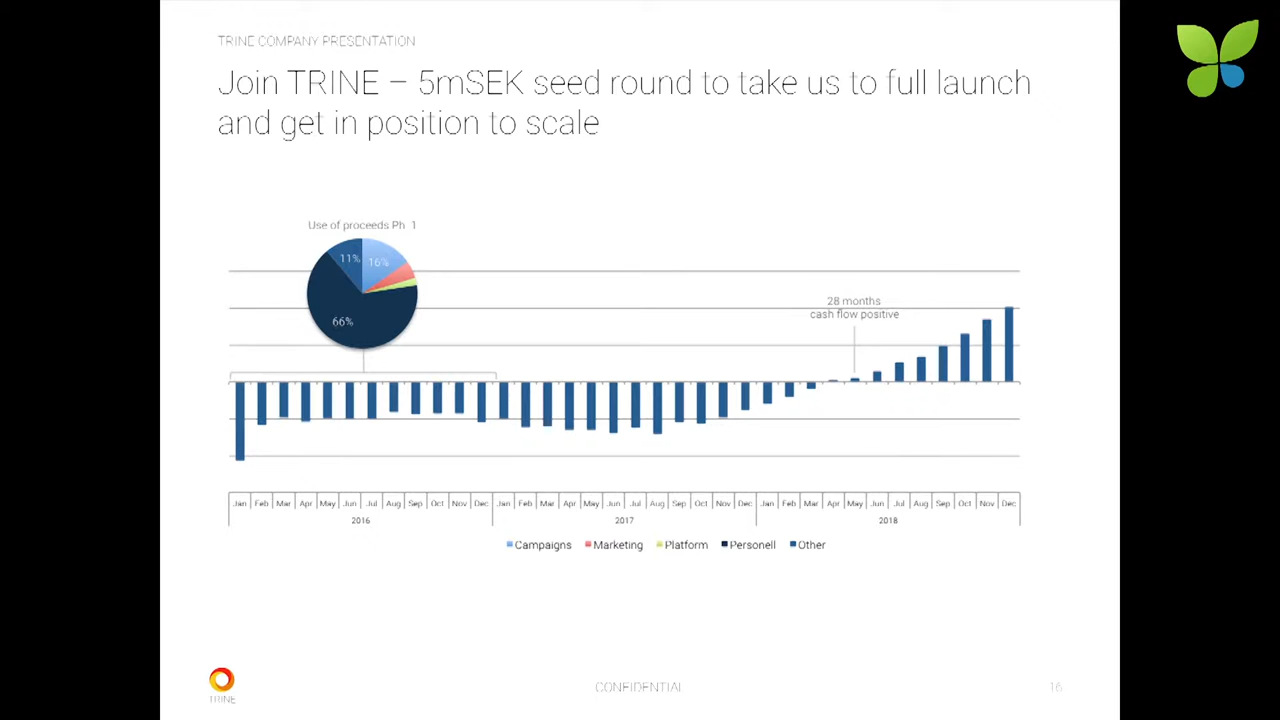 TRINE COMPANY PRESENTATION
Join TRINE – 5mSEK seed round to take us to full launch
and get in position to scale
Use of proceeds Ph 1
11% 16%
66%
28 months
cash flow positive
Jan Feb Mar Apr May Jun Jul Aug Sep Oct Nov Dec Jan Feb Mar Apr May Jun Jul Aug Sep Oct Nov Dec Jan Feb Mar Apr May Jun Jul Aug Sep Oct Nov Dec
2016 2017 2018
Campaigns Marketing Platform Personell Other
TRINE
CONFIDENTIAL
16